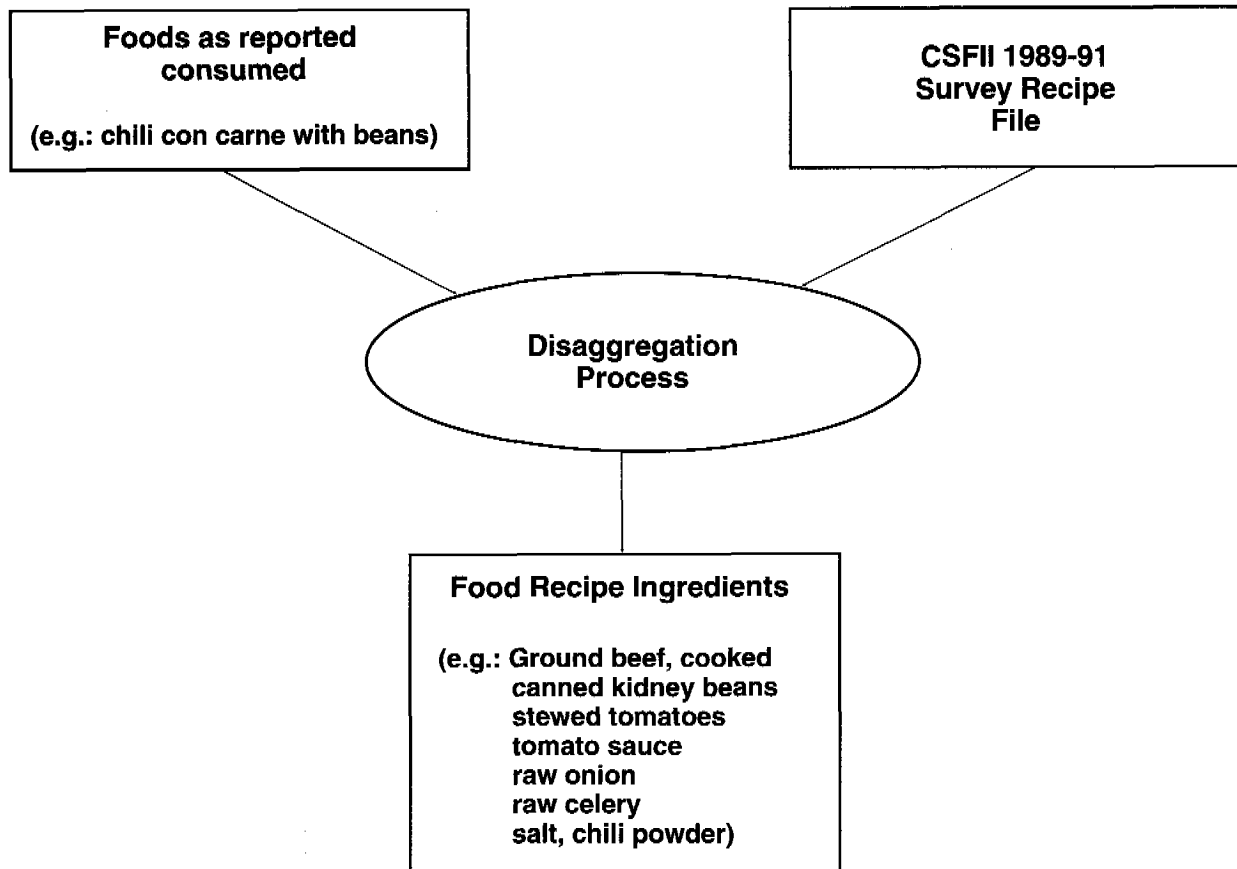 Foods as reported
consumed
(e.g.: chili con carne with beans)
CSFII 1989-91
Survey Recipe
File
Disaggregation
Process
Food Recipe Ingredients
(e.g.: Ground beef, cooked
canned kidney beans
stewed tomatoes
tomato sauce
raw onion
raw celery
salt, chili powder)